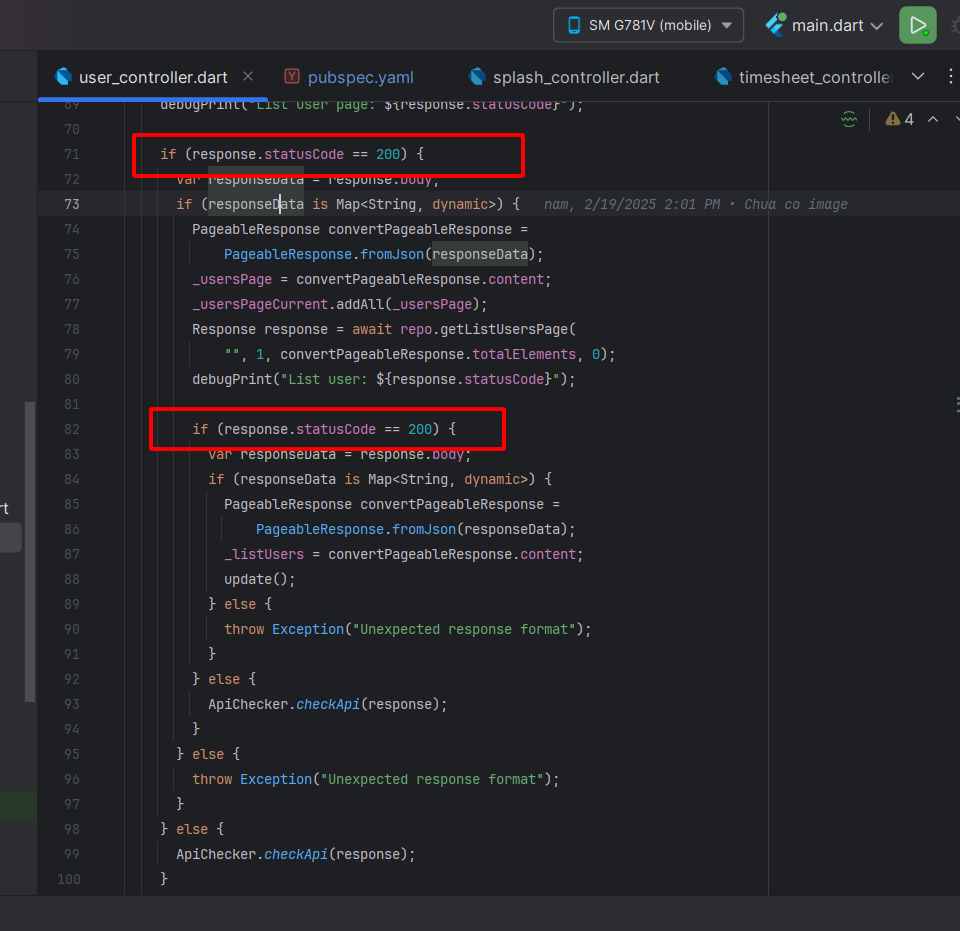 SM G781V (mobile)
main.dart
user_controller.dart
pubspec.yaml
splash_controller.dart
timesheet_controller
69 debugPrint("List user page: ${response.statusCode}");
4
70
71 if (response.statusCode == 200) {
72 var responseData = response.body;
73 if (responseData is Map<String, dynamic>) { nam, 2/19/2025 2:01 PM • Chua co image
74 PageableResponse convertPageableResponse =
75 PageableResponse.fromJson(responseData);
76 _usersPage = convertPageableResponse.content;
77 _usersPageCurrent.addAll(_usersPage);
78 Response response = await repo.getListUsersPage(
79 "", 1, convertPageableResponse.totalElements, 0);
80 debugPrint("List user: ${response.statusCode}");
81
82 if (response.statusCode == 200) {
83 var responseData = response.body;
84 if (responseData is Map<String, dynamic>) {
rt
85 PageableResponse convertPageableResponse =
86 PageableResponse.fromJson(responseData);
87 _listUsers = convertPageableResponse.content;
88 update();
89 } else {
90 throw Exception("Unexpected response format");
91 }
92 } else {
93 ApiChecker.checkApi(response);
94 }
95 } else {
96 throw Exception("Unexpected response format");
97 }
98 } else {
99 ApiChecker.checkApi(response);
100 }